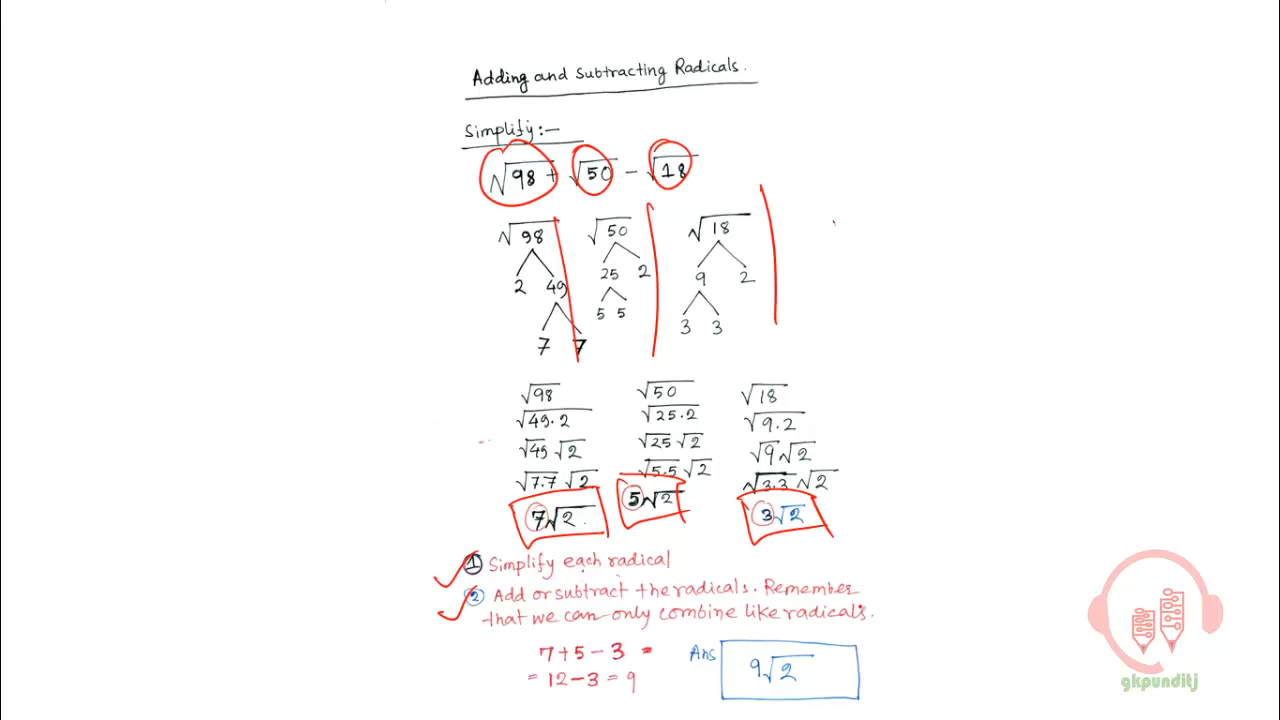 Adding and Subtracting Radicals.
Simplify:-
√98 + √50 - √18
√98 √50 √18
2 49 25 2 9 2
7 7 5 5 3 3
√98 √50 √18
√49.2 √25.2 √9.2
√49 √2 √25 √2 √9 √2
√7.7 √2 √5.5 √2 √3.3 √2
7√2 5√2 3√2
① Simplify each radical
② Add or subtract the radicals. Remember
that we can only combine like radicals.
7+5-3 = Ans 9√2
= 12-3 = 9
gkpunditj